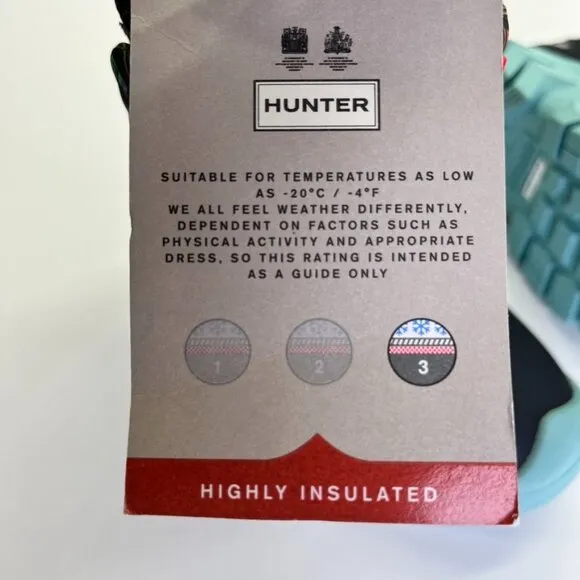 HUNTER
SUITABLE FOR TEMPERATURES AS LOW
AS -20°C / -4°F
WE ALL FEEL WEATHER DIFFERENTLY,
DEPENDENT ON FACTORS SUCH AS
PHYSICAL ACTIVITY AND APPROPRIATE
DRESS, SO THIS RATING IS INTENDED
AS A GUIDE ONLY
1 2 3
HIGHLY INSULATED